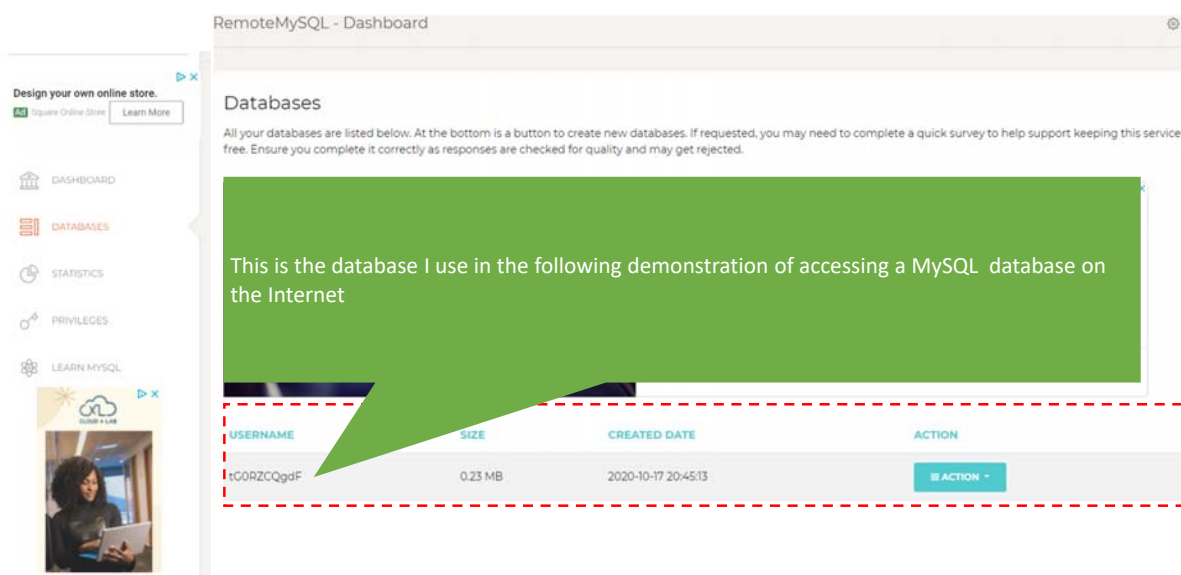 RemoteMySQL - Dashboard
Design your own online store.
Ad Square Online Store Learn More
DASHBOARD
DATABASES
STATISTICS
PRIVILEGES
LEARN MYSQL
CLOUD X LAB
Databases
All your databases are listed below. At the bottom is a button to create new databases. If requested, you may need to complete a quick survey to help support keeping this service
free. Ensure you complete it correctly as responses are checked for quality and may get rejected.
This is the database I use in the following demonstration of accessing a MySQL database on
the Internet
USERNAME SIZE CREATED DATE ACTION
tG0RZCQgdF 0.23 MB 2020-10-17 20:45:13 ACTION